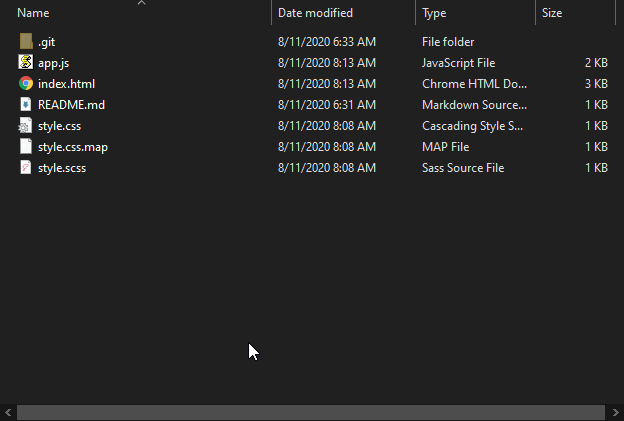 Name Date modified Type Size
.git 8/11/2020 6:33 AM File folder
app.js 8/11/2020 8:13 AM JavaScript File 2 KB
index.html 8/11/2020 8:13 AM Chrome HTML Do... 3 KB
README.md 8/11/2020 6:31 AM Markdown Source... 1 KB
style.css 8/11/2020 8:08 AM Cascading Style S... 1 KB
style.css.map 8/11/2020 8:08 AM MAP File 1 KB
style.scss 8/11/2020 8:08 AM Sass Source File 1 KB